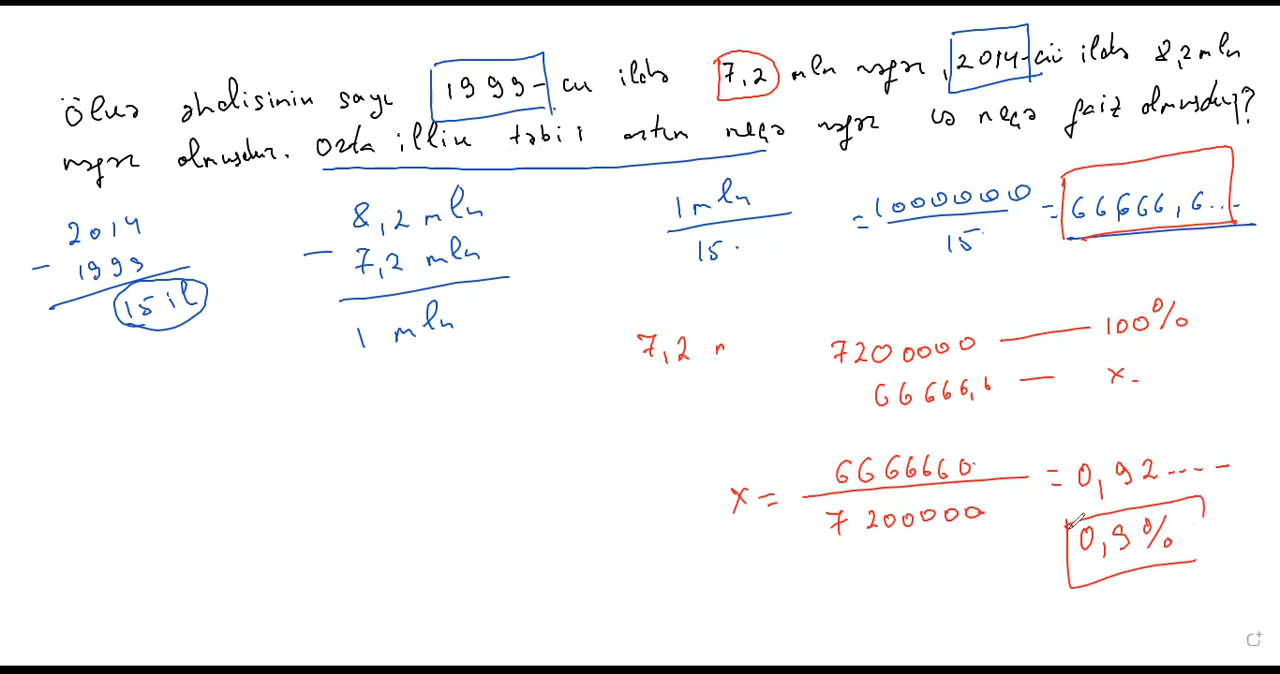 Ölkə əhalisinin sayı 1999-cu ildə 7,2 mln nəfər, 2014-cü ildə 8,2 mln
nəfər olmuşdur. Orta illik təbii artım neçə nəfər və neçə faiz olmuşdur?
2014
- 1999
15 il
8,2 mln
- 7,2 mln
1 mln
1 mln / 15 = 1000000 / 15 = 66666,6...
7,2
7200000 — 100%
66666,6 — x
x = 6666660 / 7200000 = 0,92.....
0,9%